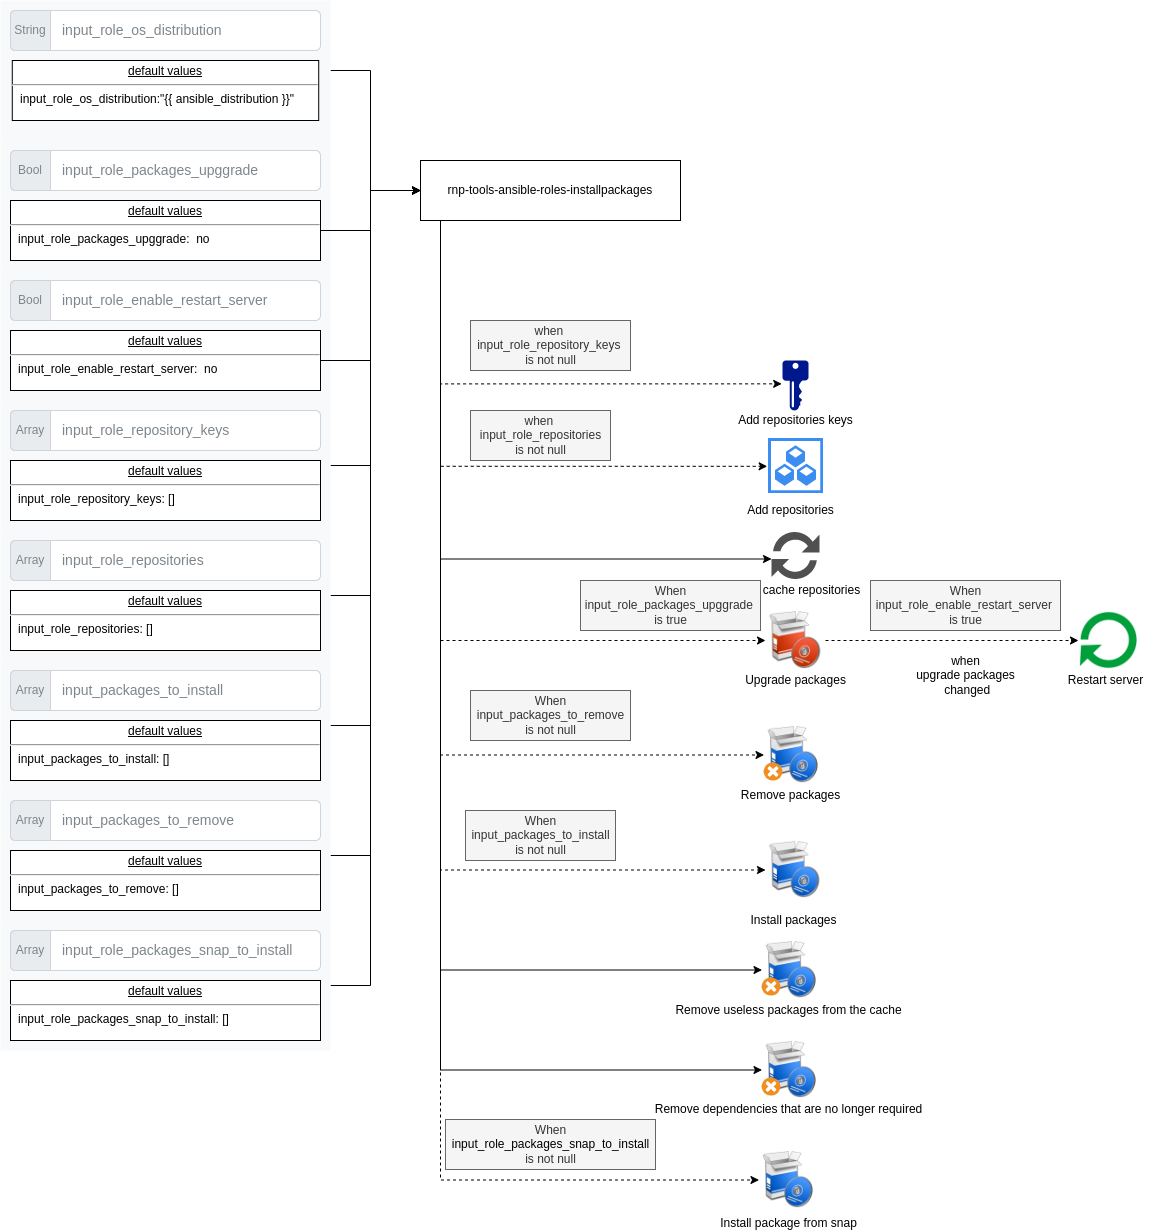 String input_role_os_distribution
default values
input_role_os_distribution:"{{ ansible_distribution }}"
Bool input_role_packages_upggrade
default values
input_role_packages_upggrade: no
Bool input_role_enable_restart_server
default values
input_role_enable_restart_server: no
Array input_role_repository_keys
default values
input_role_repository_keys: []
Array input_role_repositories
default values
input_role_repositories: []
Array input_packages_to_install
default values
input_packages_to_install: []
Array input_packages_to_remove
default values
input_packages_to_remove: []
Array input_role_packages_snap_to_install
default values
input_role_packages_snap_to_install: []
rnp-tools-ansible-roles-installpackages
when
input_role_repository_keys
is not null
Add repositories keys
when
input_role_repositories
is not null
Add repositories
cache repositories
When
input_role_packages_upggrade
is true
Upgrade packages
When
input_role_enable_restart_server
is true
when
upgrade packages
changed
Restart server
When
input_packages_to_remove
is not null
Remove packages
When
input_packages_to_install
is not null
Install packages
Remove useless packages from the cache
Remove dependencies that are no longer required
When
input_role_packages_snap_to_install
is not null
Install package from snap